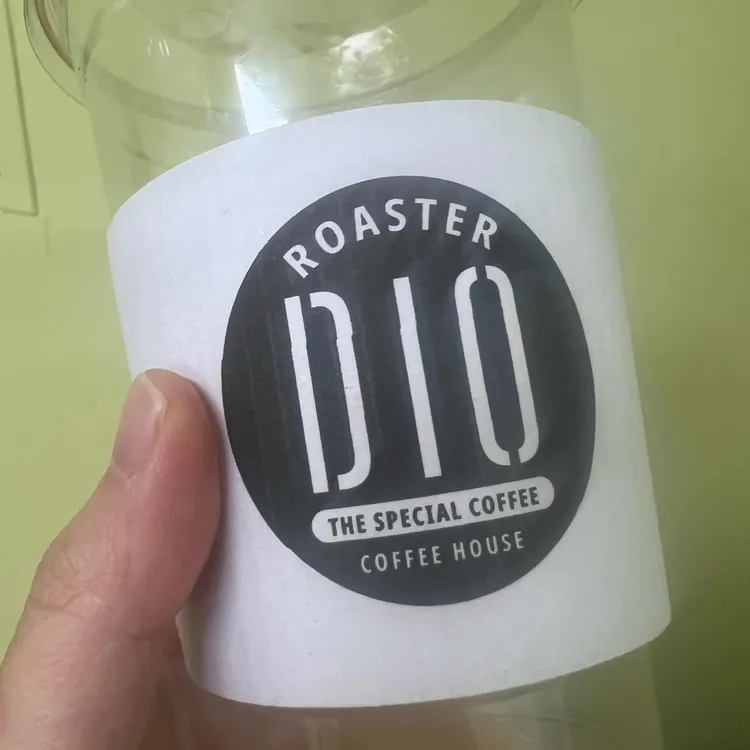 ROASTER
DIO
THE SPECIAL COFFEE
COFFEE HOUSE